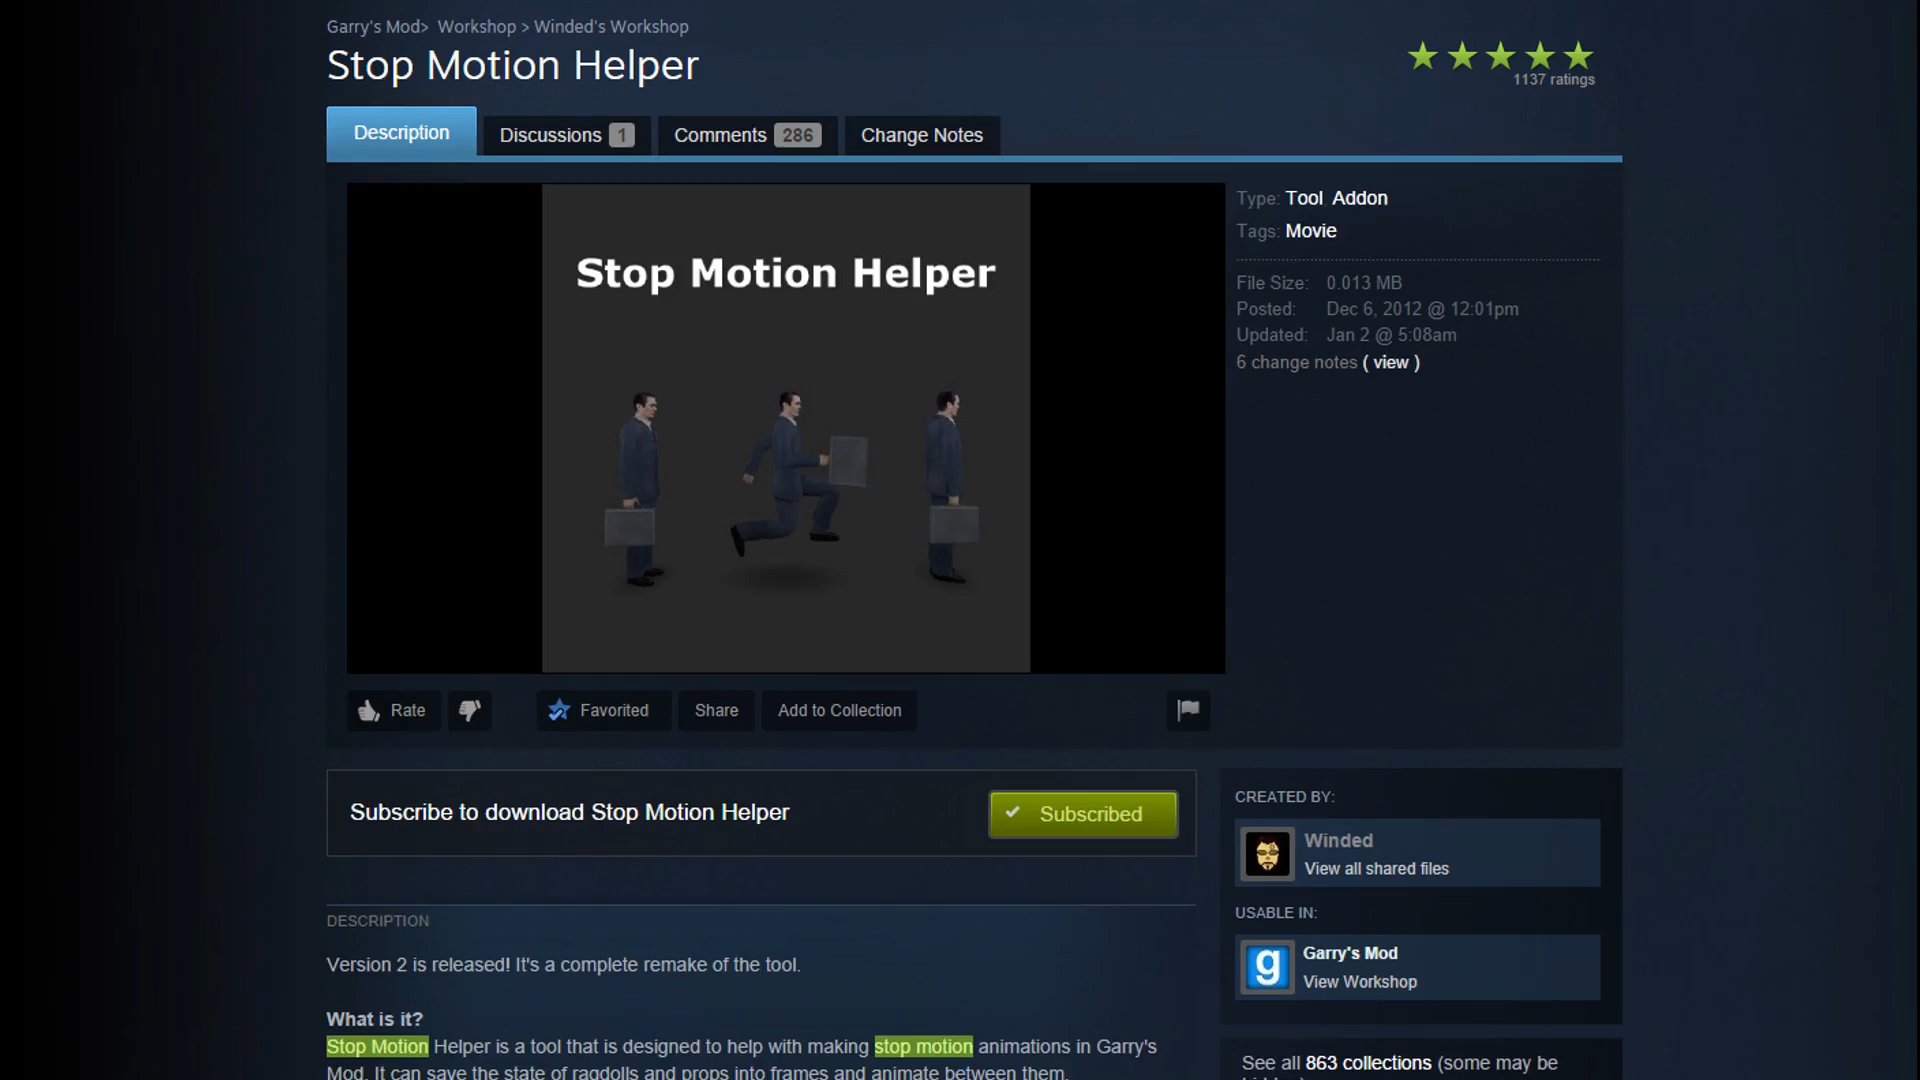 Garry's Mod> Workshop > Winded's Workshop
Stop Motion Helper
1137 ratings
Description
Discussions 1
Comments 286
Change Notes
Stop Motion Helper
Type: Tool Addon
Tags: Movie
File Size: 0.013 MB
Posted: Dec 6, 2012 @ 12:01pm
Updated: Jan 2 @ 5:08am
6 change notes ( view )
Rate
Favorited
Share
Add to Collection
Subscribe to download Stop Motion Helper
Subscribed
CREATED BY:
Winded
View all shared files
USABLE IN:
g
Garry's Mod
View Workshop
See all 863 collections (some may be
DESCRIPTION
Version 2 is released! It's a complete remake of the tool.
What is it?
Stop Motion Helper is a tool that is designed to help with making stop motion animations in Garry's
Mod. It can save the state of ragdolls and props into frames and animate between them.